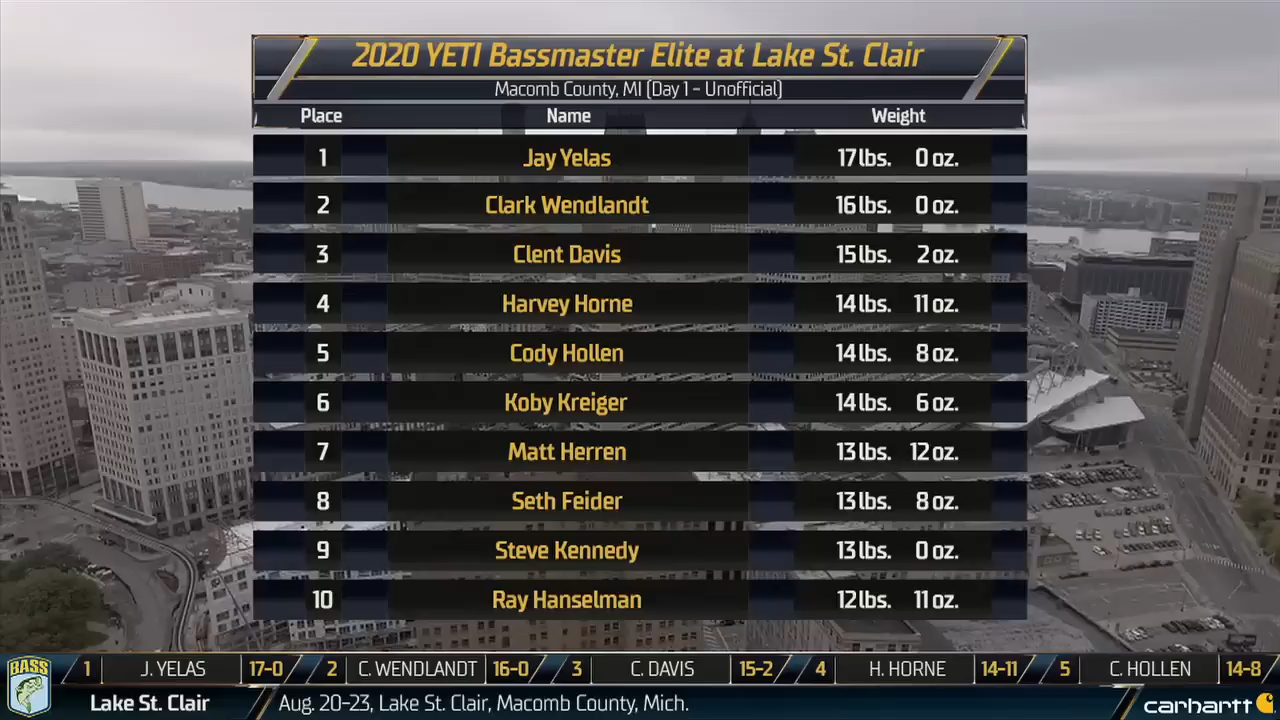 2020 YETI Bassmaster Elite at Lake St. Clair
Macomb County, MI (Day 1 - Unofficial)
Place Name Weight
1 Jay Yelas 17 lbs. 0 oz.
2 Clark Wendlandt 16 lbs. 0 oz.
3 Clent Davis 15 lbs. 2 oz.
4 Harvey Horne 14 lbs. 11 oz.
5 Cody Hollen 14 lbs. 8 oz.
6 Koby Kreiger 14 lbs. 6 oz.
7 Matt Herren 13 lbs. 12 oz.
8 Seth Feider 13 lbs. 8 oz.
9 Steve Kennedy 13 lbs. 0 oz.
10 Ray Hanselman 12 lbs. 11 oz.
BASS 1 J. YELAS 17-0 2 C. WENDLANDT 16-0 3 C. DAVIS 15-2 4 H. HORNE 14-11 5 C. HOLLEN 14-8
Lake St. Clair Aug. 20-23, Lake St. Clair, Macomb County, Mich. carhartt